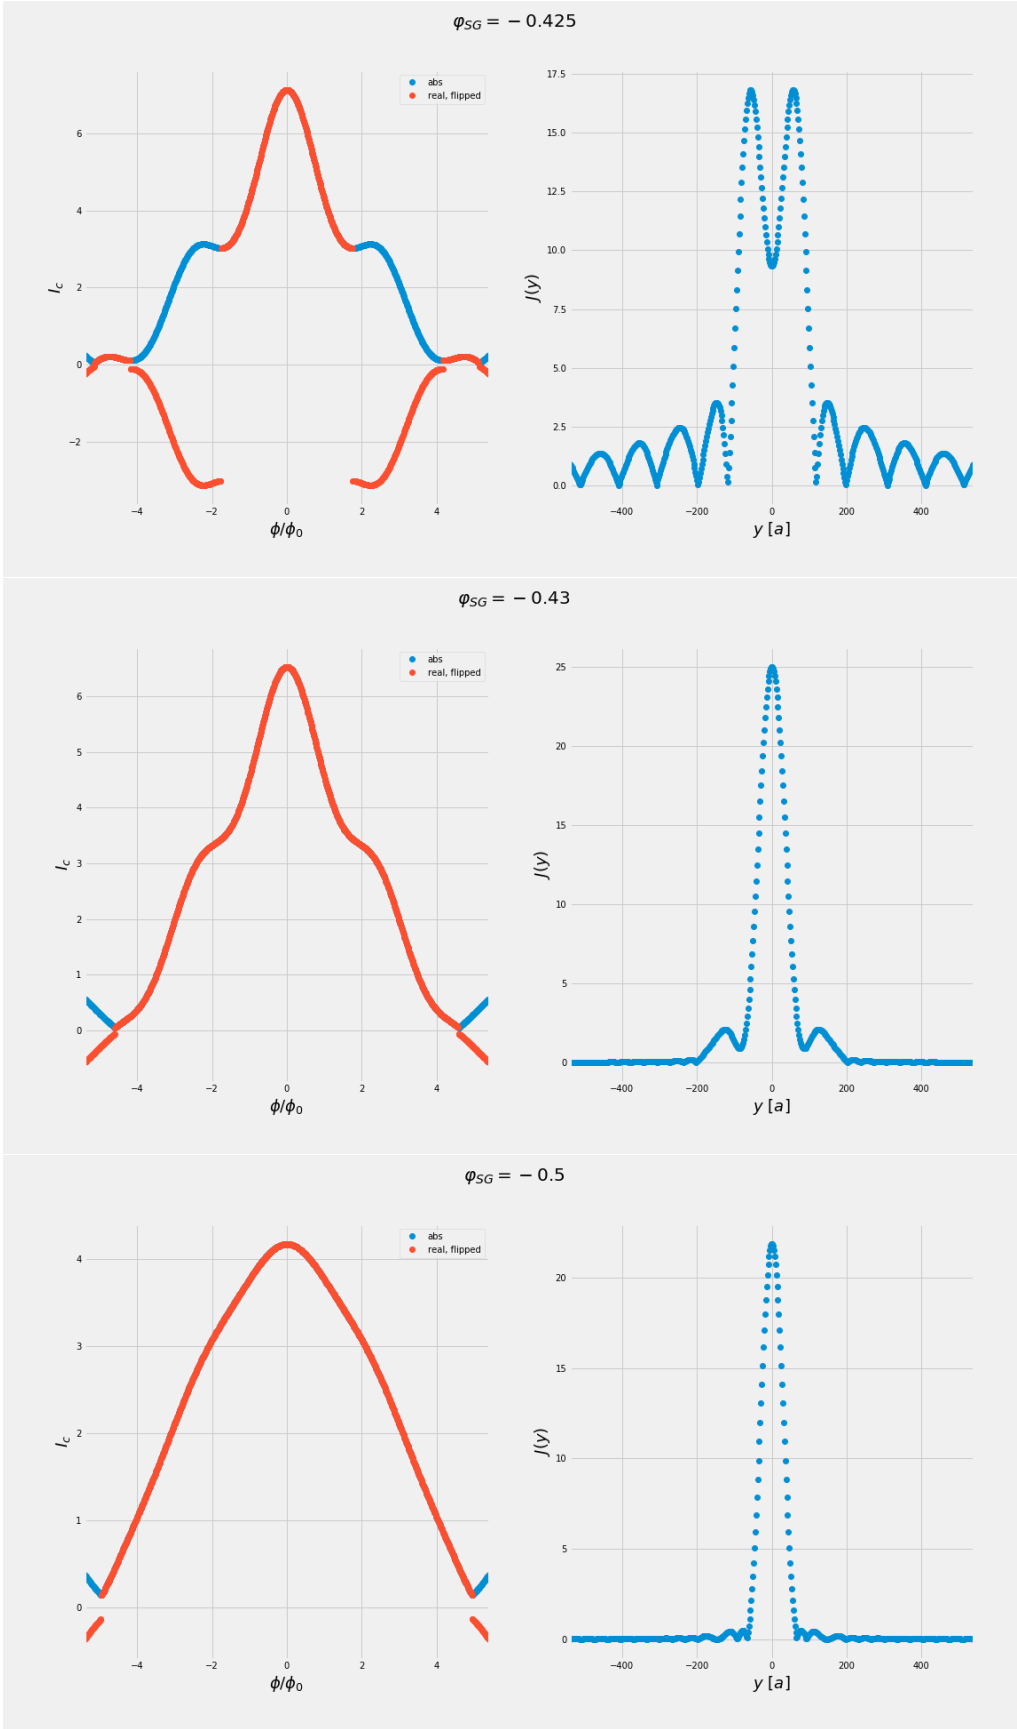 φSG = − 0.425
abs
real, flipped
6
4
2
0
−2
Ic
−4 −2 0 2 4
ϕ/ϕ0
17.5
15.0
12.5
10.0
7.5
5.0
2.5
0.0
J(y)
−400 −200 0 200 400
y [a]
φSG = − 0.43
abs
real, flipped
6
5
4
3
2
1
0
Ic
−4 −2 0 2 4
ϕ/ϕ0
25
20
15
10
5
0
J(y)
−400 −200 0 200 400
y [a]
φSG = − 0.5
abs
real, flipped
4
3
2
1
0
Ic
−4 −2 0 2 4
ϕ/ϕ0
20
15
10
5
0
J(y)
−400 −200 0 200 400
y [a]